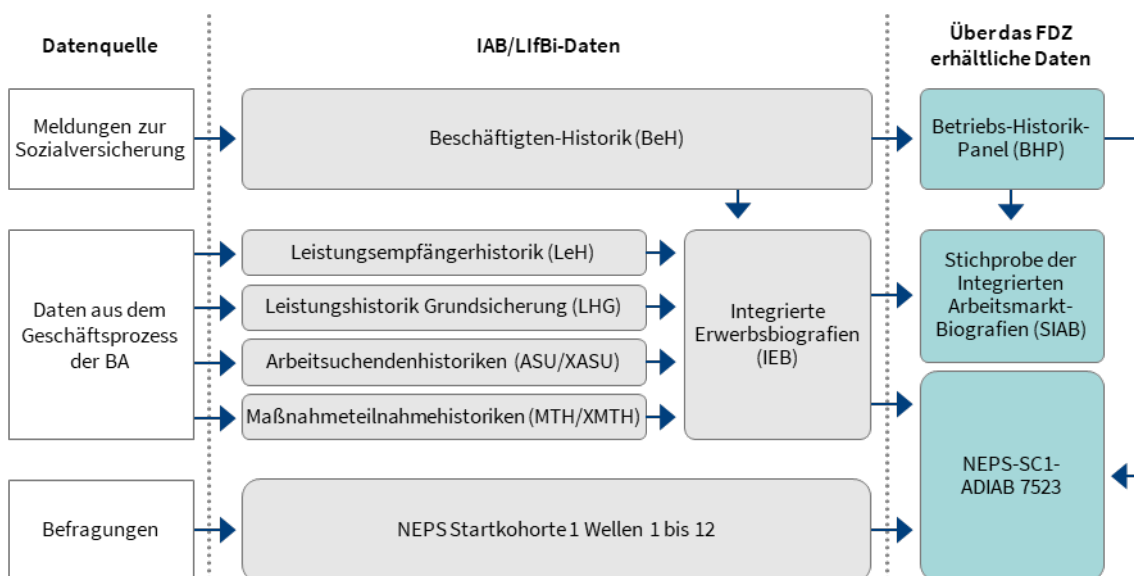 Datenquelle
IAB/LIfBi-Daten
Über das FDZ
erhältliche Daten
Meldungen zur
Sozialversicherung
Beschäftigten-Historik (BeH)
Betriebs-Historik-
Panel (BHP)
Daten aus dem
Geschäftsprozess
der BA
Leistungsempfängerhistorik (LeH)
Leistungshistorik Grundsicherung (LHG)
Arbeitsuchendenhistoriken (ASU/XASU)
Maßnahmeteilnahmehistoriken (MTH/XMTH)
Integrierte
Erwerbsbiografien
(IEB)
Stichprobe der
Integrierten
Arbeitsmarkt-
Biografien (SIAB)
Befragungen
NEPS Startkohorte 1 Wellen 1 bis 12
NEPS-SC1-
ADIAB 7523